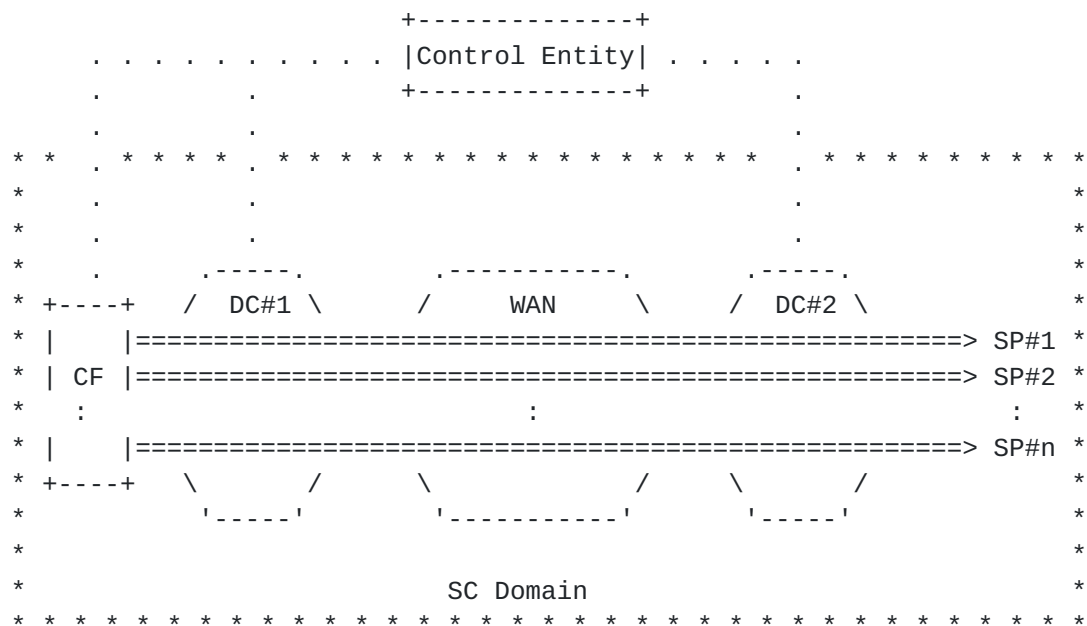 +--------------+
     . . . . . . . . . . |Control Entity| . . . . .
     .         .         +--------------+         .
     .         .                                  .
* *  .  * * * * .  * * * * * * * * * * * * * * * *  .  * * * * * * * * *
*    .         .                                  .                 *
*    .         .                                  .                 *
*    .      .-----.        .-----------.       .-----.              *
* +----+   / DC#1 \      /     WAN     \     / DC#2 \              *
* |    |=====================================================> SP#1 *
* | CF |=====================================================> SP#2 *
*   :                            :                              :   *
* |    |=====================================================> SP#n *
* +----+   \       /      \             /     \       /              *
*           '-----'        '-----------'       '-----'              *
*                                                                   *
*                           SC Domain                               *
* * * * * * * * * * * * * * * * * * * * * * * * * * * * * * * * * * *